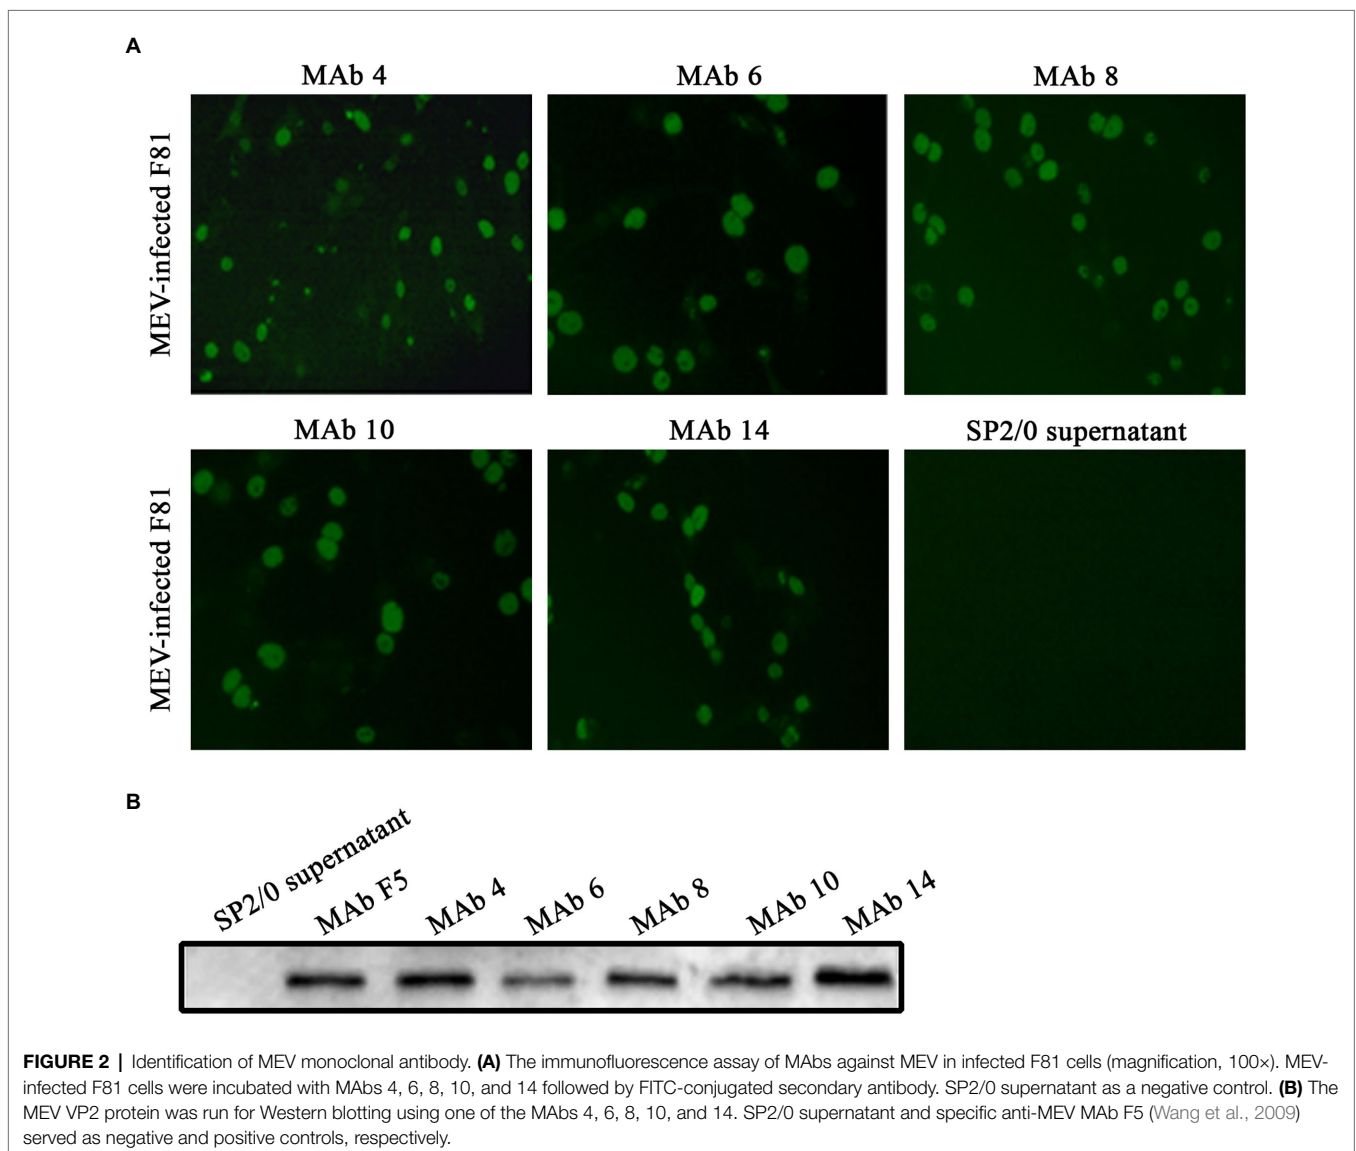 A
MAb 4
MAb 6
MAb 8
MEV-infected F81
MAb 10
MAb 14
SP2/0 supernatant
MEV-infected F81
B
SP2/0 supernatant
MAb F5
MAb 4
MAb 6
MAb 8
MAb 10
MAb 14
FIGURE 2 | Identification of MEV monoclonal antibody. (A) The immunofluorescence assay of MAbs against MEV in infected F81 cells (magnification, 100×). MEV-
infected F81 cells were incubated with MAbs 4, 6, 8, 10, and 14 followed by FITC-conjugated secondary antibody. SP2/0 supernatant as a negative control. (B) The
MEV VP2 protein was run for Western blotting using one of the MAbs 4, 6, 8, 10, and 14. SP2/0 supernatant and specific anti-MEV MAb F5 (Wang et al., 2009)
served as negative and positive controls, respectively.